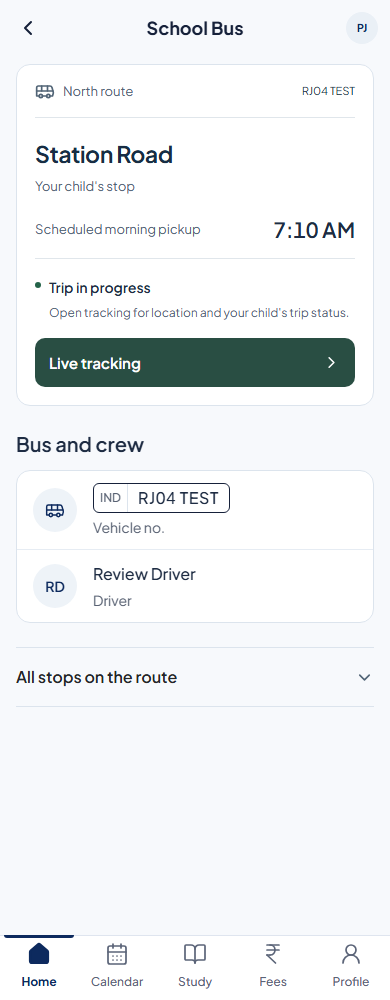 School Bus
PJ
North route
RJ04 TEST
Station Road
Your child's stop
Scheduled morning pickup
7:10 AM
Trip in progress
Open tracking for location and your child's trip status.
Live tracking
Bus and crew
IND
RJ04 TEST
Vehicle no.
RD
Review Driver
Driver
All stops on the route
Home
Calendar
Study
Fees
Profile